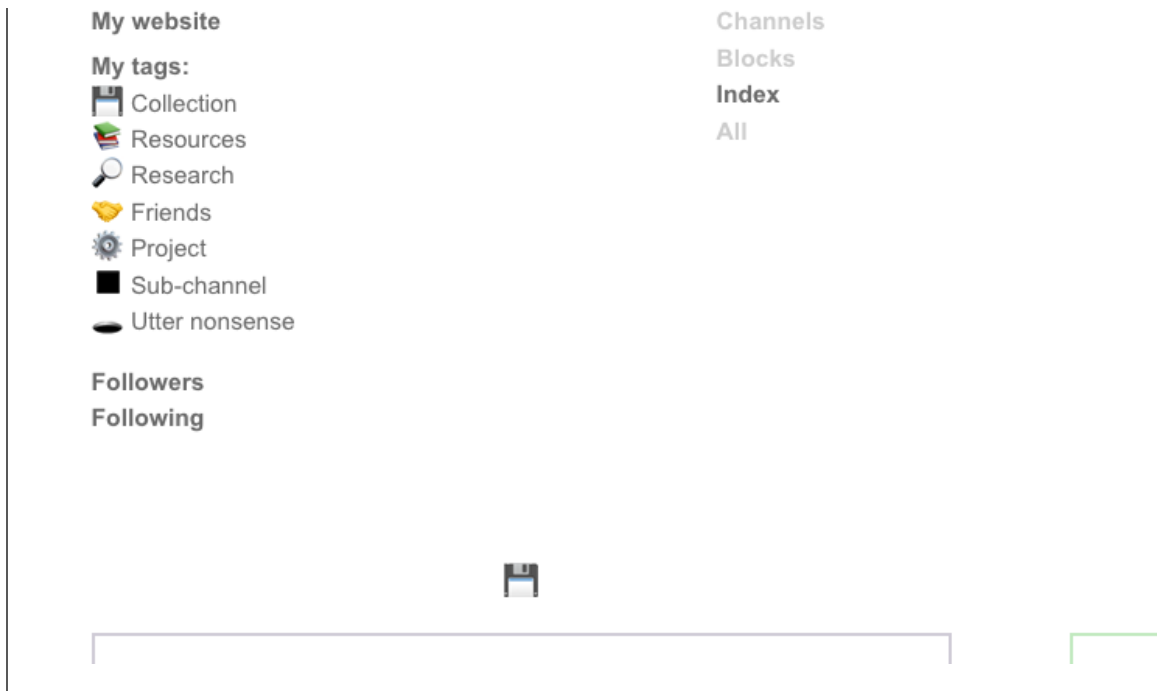 My website
My tags:
💾 Collection
📚 Resources
🔎 Research
🤝 Friends
⚙️ Project
⬛ Sub-channel
🕳️ Utter nonsense
Followers
Following
Channels
Blocks
Index
All
💾